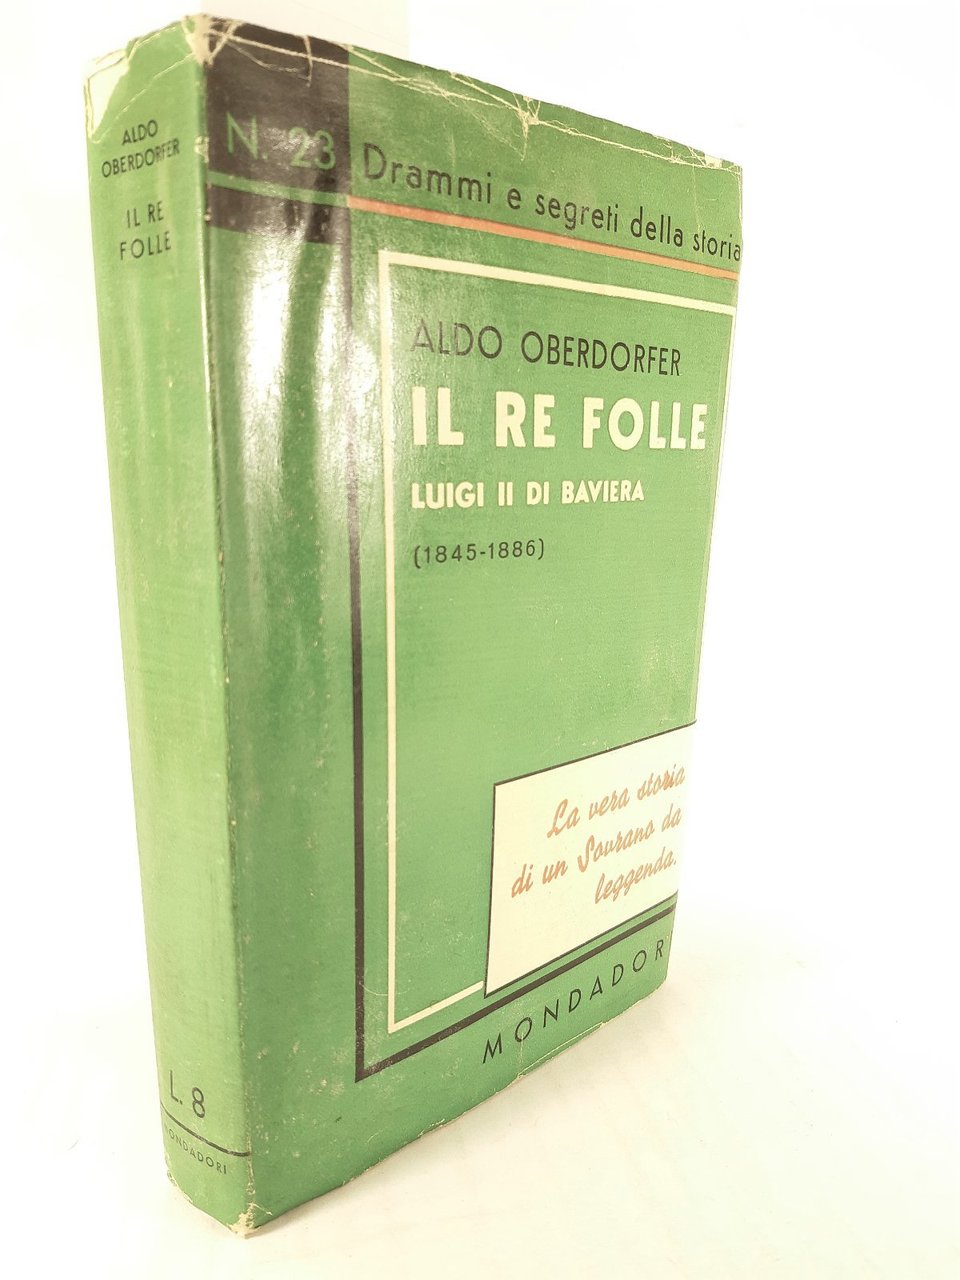 ALDO
OBERDORFER
IL RE
FOLLE
L. 8
MONDADORI
N. 23
Drammi e segreti della storia
ALDO OBERDORFER
IL RE FOLLE
LUIGI II DI BAVIERA
(1845-1886)
La vera storia
di un Sovrano da
leggenda.
MONDADOR